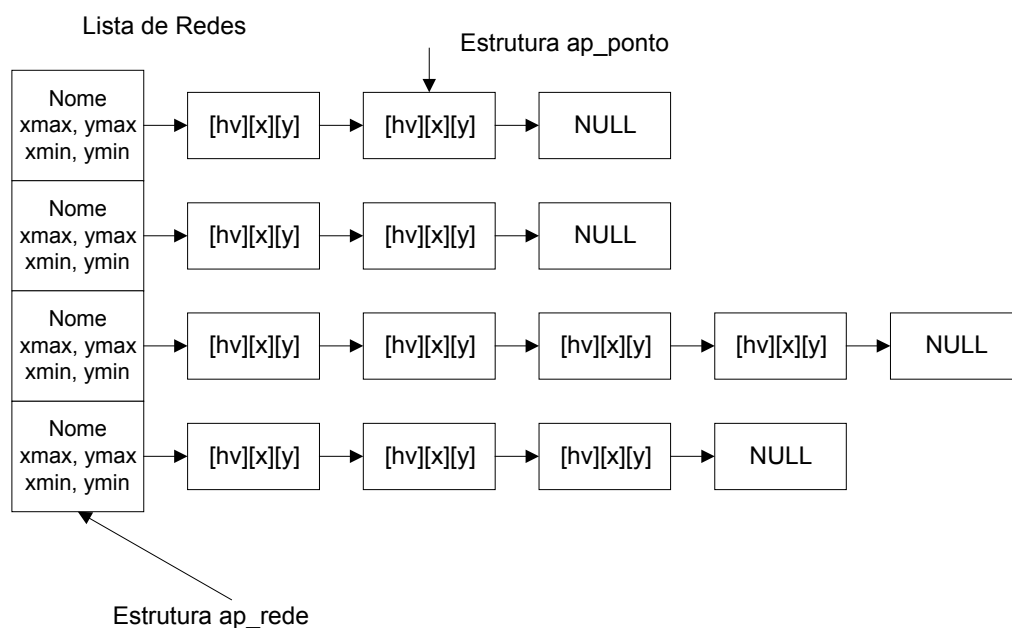 Lista de Redes
Estrutura ap_ponto
Nome
xmax, ymax
xmin, ymin
[hv][x][y]
[hv][x][y]
NULL
Nome
xmax, ymax
xmin, ymin
[hv][x][y]
[hv][x][y]
NULL
Nome
xmax, ymax
xmin, ymin
[hv][x][y]
[hv][x][y]
[hv][x][y]
[hv][x][y]
NULL
Nome
xmax, ymax
xmin, ymin
[hv][x][y]
[hv][x][y]
[hv][x][y]
NULL
Estrutura ap_rede